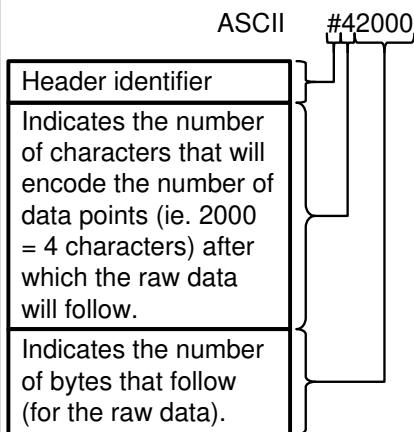 ASCII #42000
Header identifier
Indicates the number
of characters that will
encode the number of
data points (ie. 2000
= 4 characters) after
which the raw data
will follow.
Indicates the number
of bytes that follow
(for the raw data).